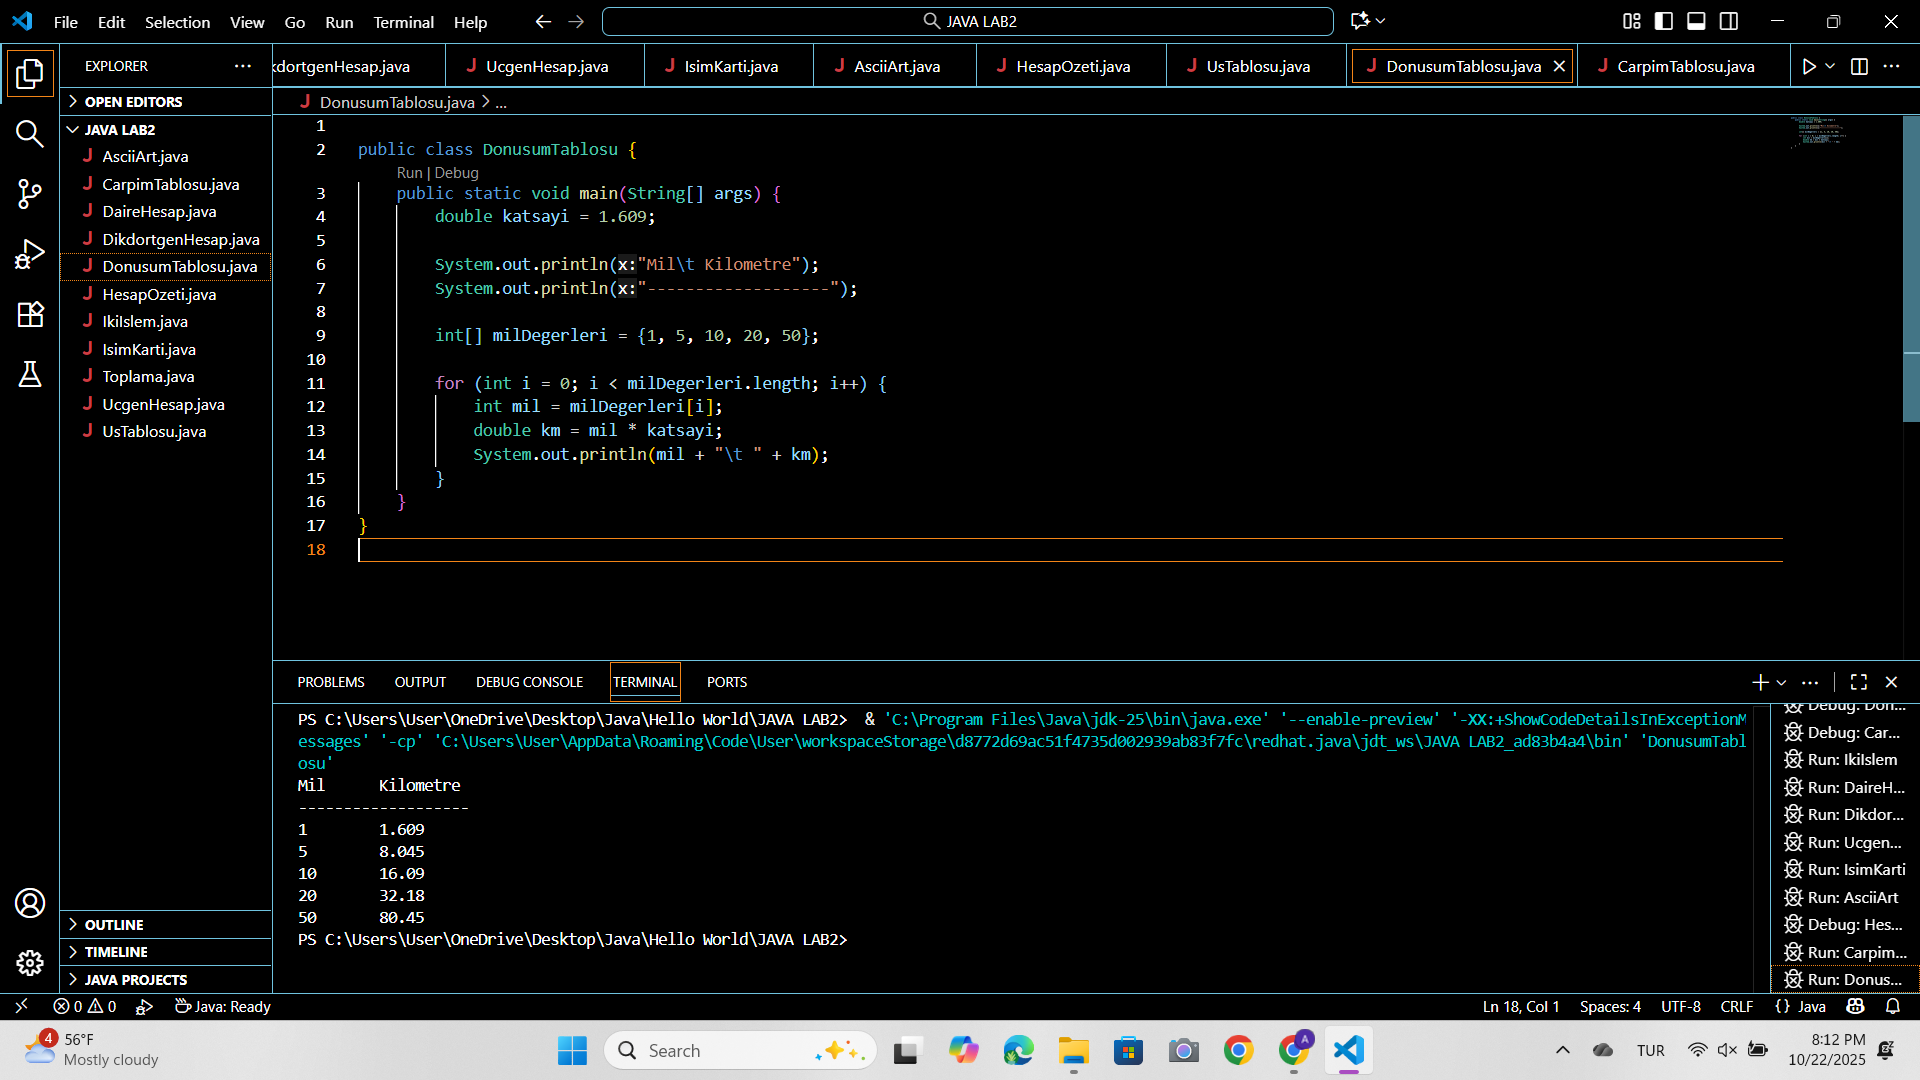 File Edit Selection View Go Run Terminal Help
JAVA LAB2
EXPLORER
kdortgenHesap.java
UcgenHesap.java
IsimKarti.java
AsciiArt.java
HesapOzeti.java
UsTablosu.java
DonusumTablosu.java
CarpimTablosu.java
OPEN EDITORS
JAVA LAB2
AsciiArt.java
CarpimTablosu.java
DaireHesap.java
DikdortgenHesap.java
DonusumTablosu.java
HesapOzeti.java
IkiIslem.java
IsimKarti.java
Toplama.java
UcgenHesap.java
UsTablosu.java
OUTLINE
TIMELINE
JAVA PROJECTS
DonusumTablosu.java > ...
1
2 public class DonusumTablosu {
Run | Debug
3 public static void main(String[] args) {
4 double katsayi = 1.609;
5
6 System.out.println(x:"Mil\t Kilometre");
7 System.out.println(x:"-------------------");
8
9 int[] milDegerleri = {1, 5, 10, 20, 50};
10
11 for (int i = 0; i < milDegerleri.length; i++) {
12 int mil = milDegerleri[i];
13 double km = mil * katsayi;
14 System.out.println(mil + "\t " + km);
15 }
16 }
17 }
18
PROBLEMS OUTPUT DEBUG CONSOLE TERMINAL PORTS
PS C:\Users\User\OneDrive\Desktop\Java\Hello World\JAVA LAB2> & 'C:\Program Files\Java\jdk-25\bin\java.exe' '--enable-preview' '-XX:+ShowCodeDetailsInExceptionM
essages' '-cp' 'C:\Users\User\AppData\Roaming\Code\User\workspaceStorage\d8772d69ac51f4735d002939ab83f7fc\redhat.java\jdt_ws\JAVA LAB2_ad83b4a4\bin' 'DonusumTabl
osu'
Mil Kilometre
-------------------
1 1.609
5 8.045
10 16.09
20 32.18
50 80.45
PS C:\Users\User\OneDrive\Desktop\Java\Hello World\JAVA LAB2>
Debug: Don...
Debug: Car...
Run: IkiIslem
Run: DaireH...
Run: Dikdor...
Run: Ucgen...
Run: IsimKarti
Run: AsciiArt
Debug: Hes...
Run: Carpim...
Run: Donus...
0 0 Java: Ready
Ln 18, Col 1 Spaces: 4 UTF-8 CRLF {} Java
4
56°F
Mostly cloudy
Search
A
TUR
8:12 PM
10/22/2025